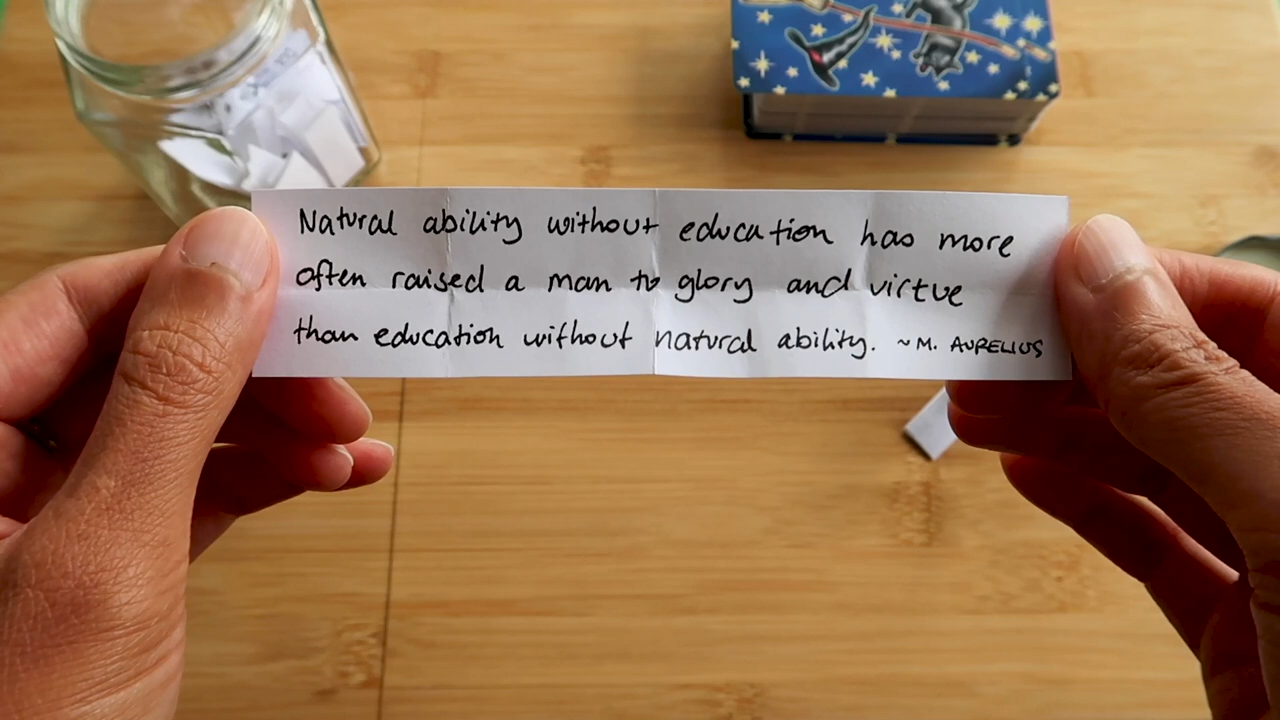 Natural ability without education has more
often raised a man to glory and virtue
than education without natural ability. ~M. AURELIUS